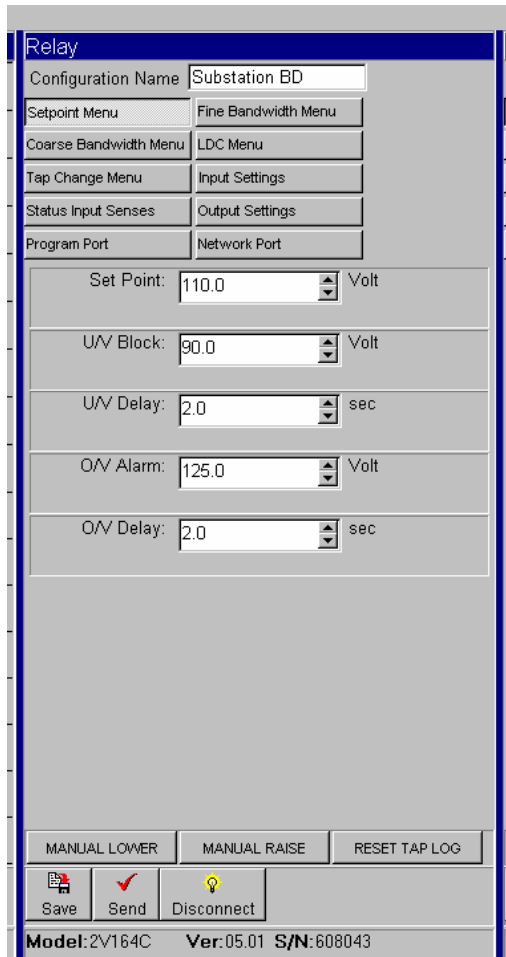 Relay
Configuration Name Substation BD
Setpoint Menu Fine Bandwidth Menu
Coarse Bandwidth Menu LDC Menu
Tap Change Menu Input Settings
Status Input Senses Output Settings
Program Port Network Port
Set Point: 110.0 Volt
U/V Block: 90.0 Volt
U/V Delay: 2.0 sec
O/V Alarm: 125.0 Volt
O/V Delay: 2.0 sec
MANUAL LOWER MANUAL RAISE RESET TAP LOG
Save Send Disconnect
Model:2V164C Ver:05.01 S/N:608043